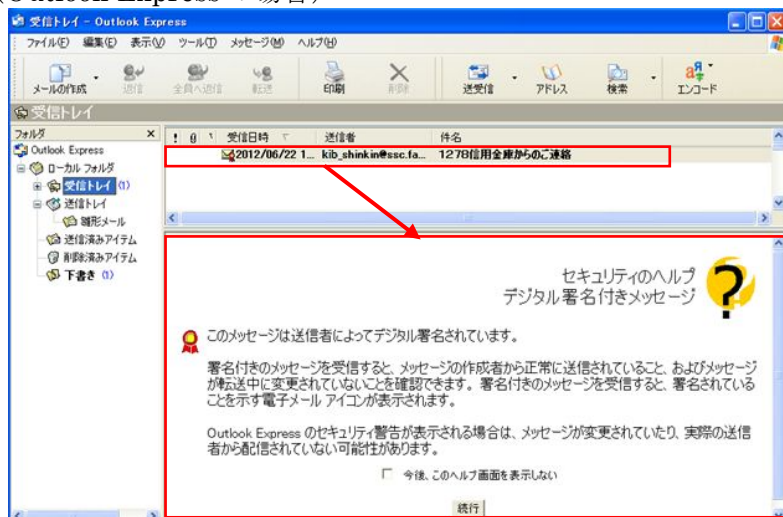 (Outlook Express の場合)
受信トレイ - Outlook Express
ファイル(F) 編集(E) 表示(V) ツール(T) メッセージ(M) ヘルプ(H)
メールの作成 返信 全員へ返信 転送 印刷 削除 送受信 アドレス 検索 エンコード
受信トレイ
フォルダ ×
! 受信日時 送信者 件名
Outlook Express
2012/06/22 1... kib_shinkin@ssc.fa... 1278信用金庫からのご連絡
ローカル フォルダ
受信トレイ (1)
送信トレイ
雛形メール
送信済みアイテム
削除済みアイテム
下書き (1)
セキュリティのヘルプ
デジタル署名付きメッセージ
このメッセージは送信者によってデジタル署名されています。
署名付きのメッセージを受信すると、メッセージの作成者から正常に送信されていること、およびメッセージ
が転送中に変更されていないことを確認できます。署名付きのメッセージを受信すると、署名されている
ことを示す電子メール アイコンが表示されます。
Outlook Express のセキュリティ警告が表示される場合は、メッセージが変更されていたり、実際の送信
者から配信されていない可能性があります。
今後、このヘルプ画面を表示しない
続行